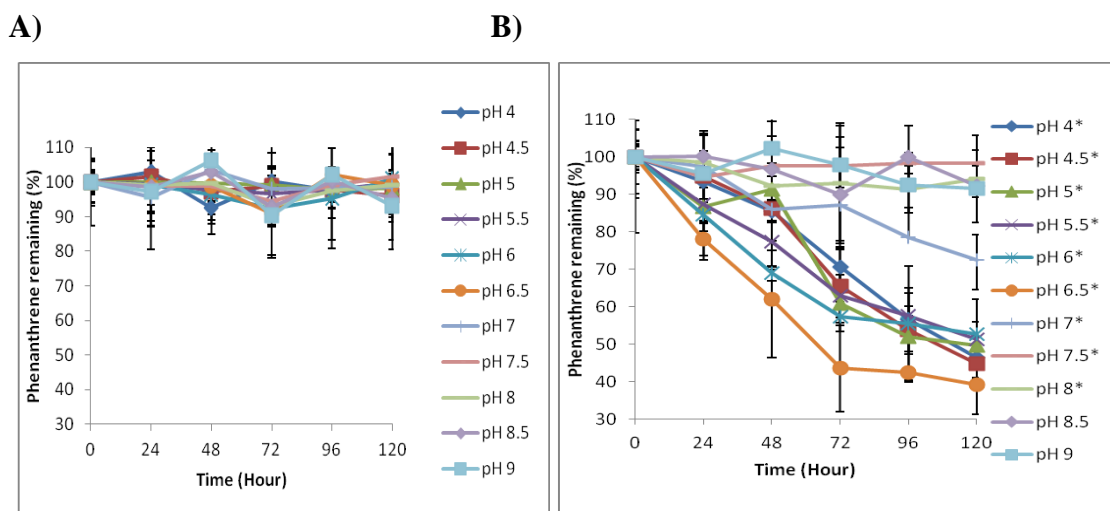 A)
B)
Phenanthrene remaining (%)
110
100
90
80
70
60
50
40
30
0 24 48 72 96 120
Time (Hour)
pH 4
pH 4.5
pH 5
pH 5.5
pH 6
pH 6.5
pH 7
pH 7.5
pH 8
pH 8.5
pH 9
Phenanthrene remaining (%)
110
100
90
80
70
60
50
40
30
0 24 48 72 96 120
Time (Hour)
pH 4*
pH 4.5*
pH 5*
pH 5.5*
pH 6*
pH 6.5*
pH 7*
pH 7.5*
pH 8*
pH 8.5
pH 9